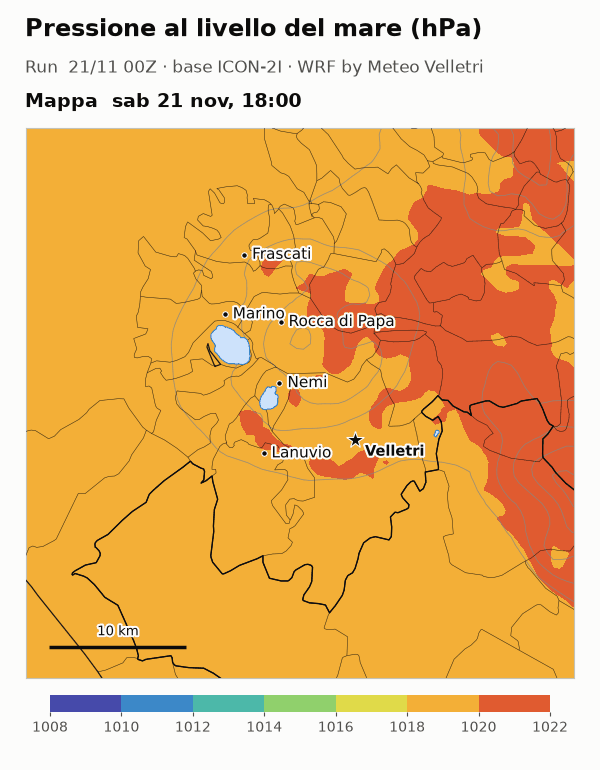 Pressione al livello del mare (hPa)
Run  21/11 00Z · base ICON-2I · WRF by Meteo Velletri
Mappa  sab 21 nov, 18:00
Frascati
Marino
Rocca di Papa
Nemi
Velletri
Lanuvio
10 km
1008 1010 1012 1014 1016 1018 1020 1022